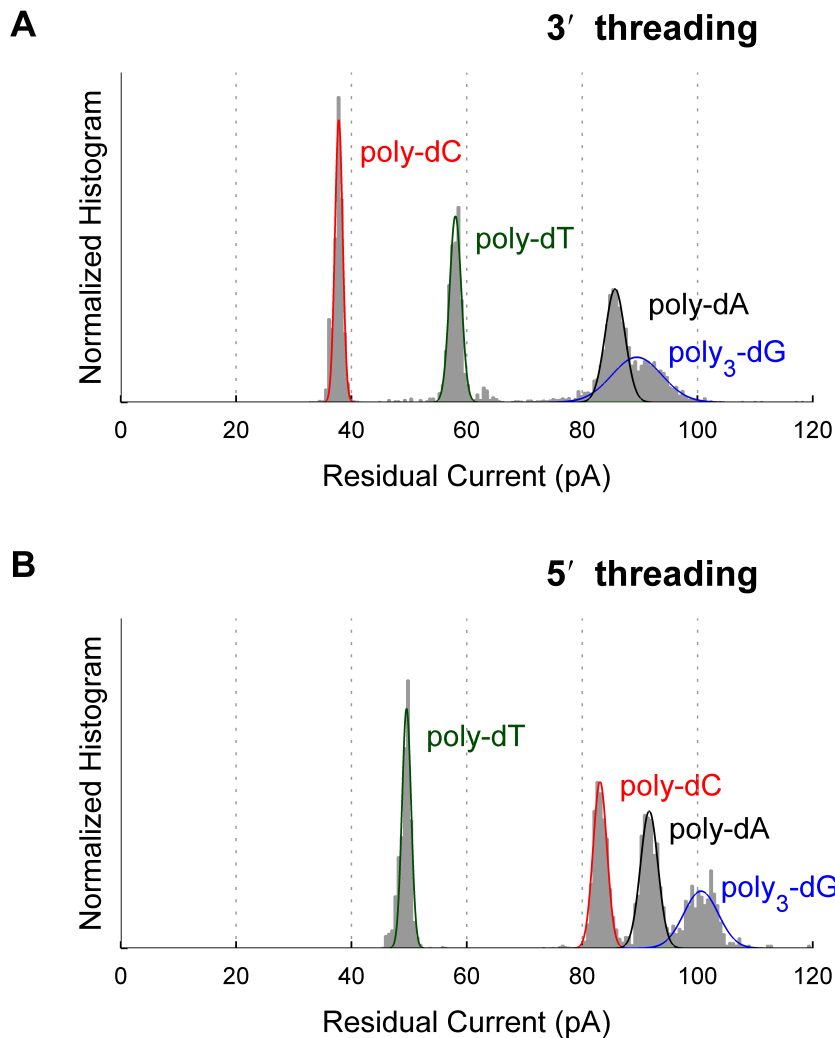 A
3′ threading
Normalized Histogram
poly-dC
poly-dT
poly-dA
poly3-dG
0 20 40 60 80 100 120
Residual Current (pA)
B
5′ threading
Normalized Histogram
poly-dT
poly-dC
poly-dA
poly3-dG
0 20 40 60 80 100 120
Residual Current (pA)